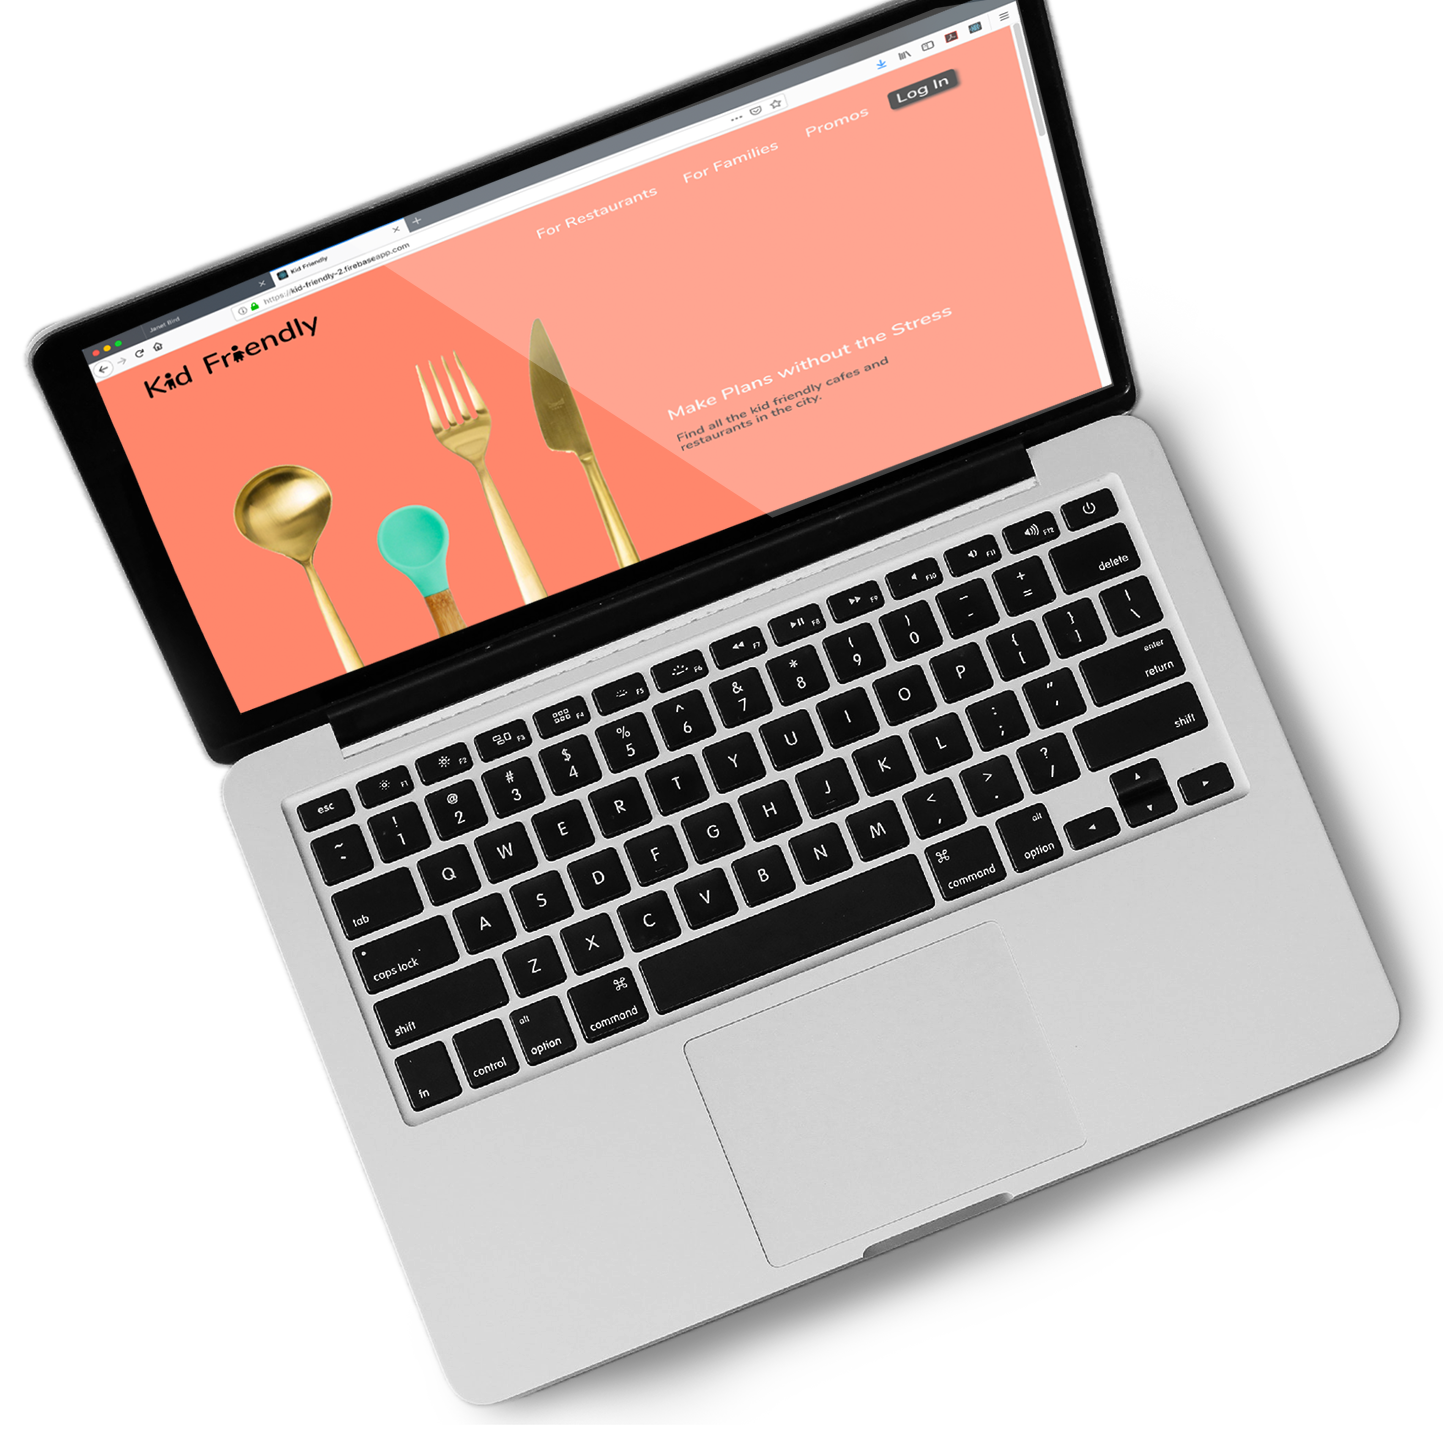 Janet Bird
Kid Friendly
https://kid-friendly-2.firebaseapp.com
Kid Friendly
For Restaurants
For Families
Promos
Log In
Make Plans without the Stress
Find all the kid friendly cafes and
restaurants in the city.
esc F1 F2 F3 F4 F5 F6 F7 F8 F9 F10 F11 F12
~ ! @ # $ % ^ & * ( ) _ +
` 1 2 3 4 5 6 7 8 9 0 - = delete
tab Q W E R T Y U I O P { [ } ] | \
caps lock A S D F G H J K L : ; " ' enter return
shift Z X C V B N M < , > . ? / shift
fn control alt option ⌘ command ⌘ command alt option